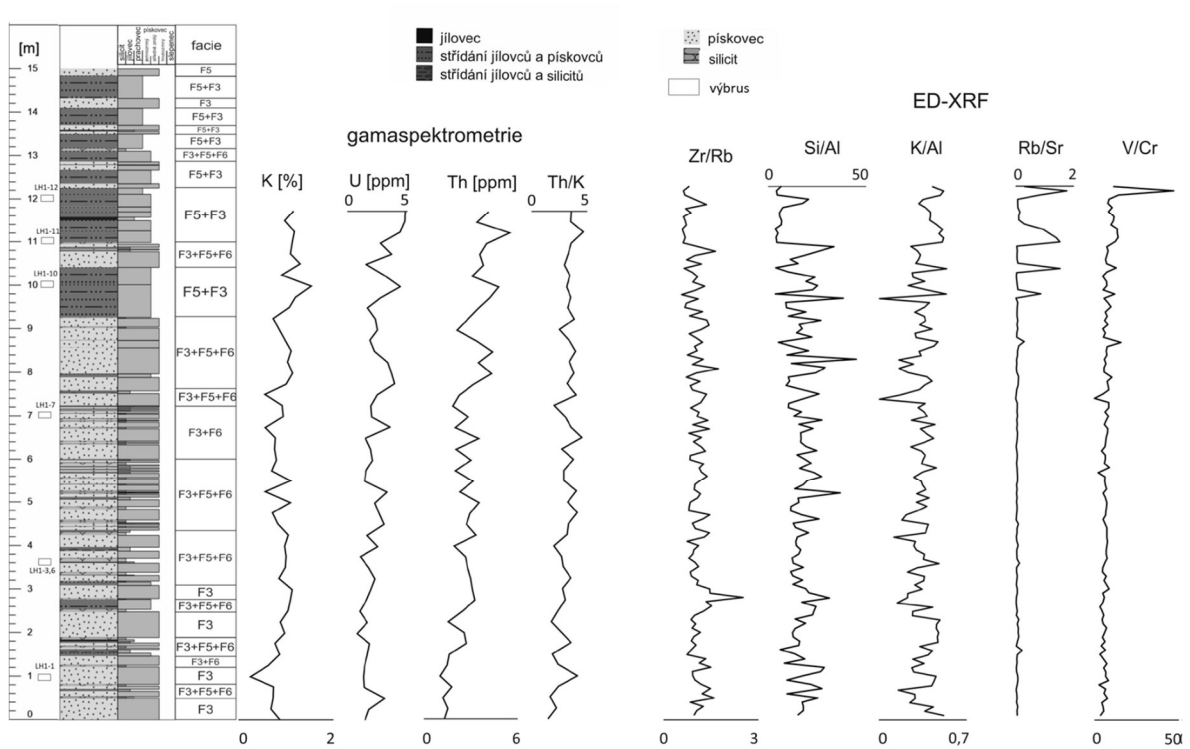 jílovec
střídání jílovců a pískovců
střídání jílovců a silicitů
pískovec
silicit
výbrus
[m]
silicit
jílovec
prachovec
pískovec
slepenec
facie
gamaspektrometrie
ED-XRF
K [%]
U [ppm]
0 5
Th [ppm]
Th/K
0 5
Zr/Rb
Si/Al
0 50
K/Al
Rb/Sr
0 2
V/Cr
15
14
13
12
11
10
9
8
7
6
5
4
3
2
1
0
LH1-12
LH1-11
LH1-10
LH1-7
LH1-3,6
LH1-1
F5
F5+F3
F3
F5+F3
F5+F3
F5+F3
F3+F5+F6
F5+F3
F5+F3
F3+F5+F6
F5+F3
F3+F5+F6
F3+F5+F6
F3+F6
F3+F5+F6
F3+F5+F6
F3
F3+F5+F6
F3
F3+F5+F6
F3+F6
F3
F3+F5+F6
F3
0 2
0 6
0 3
0 0,7
0 50